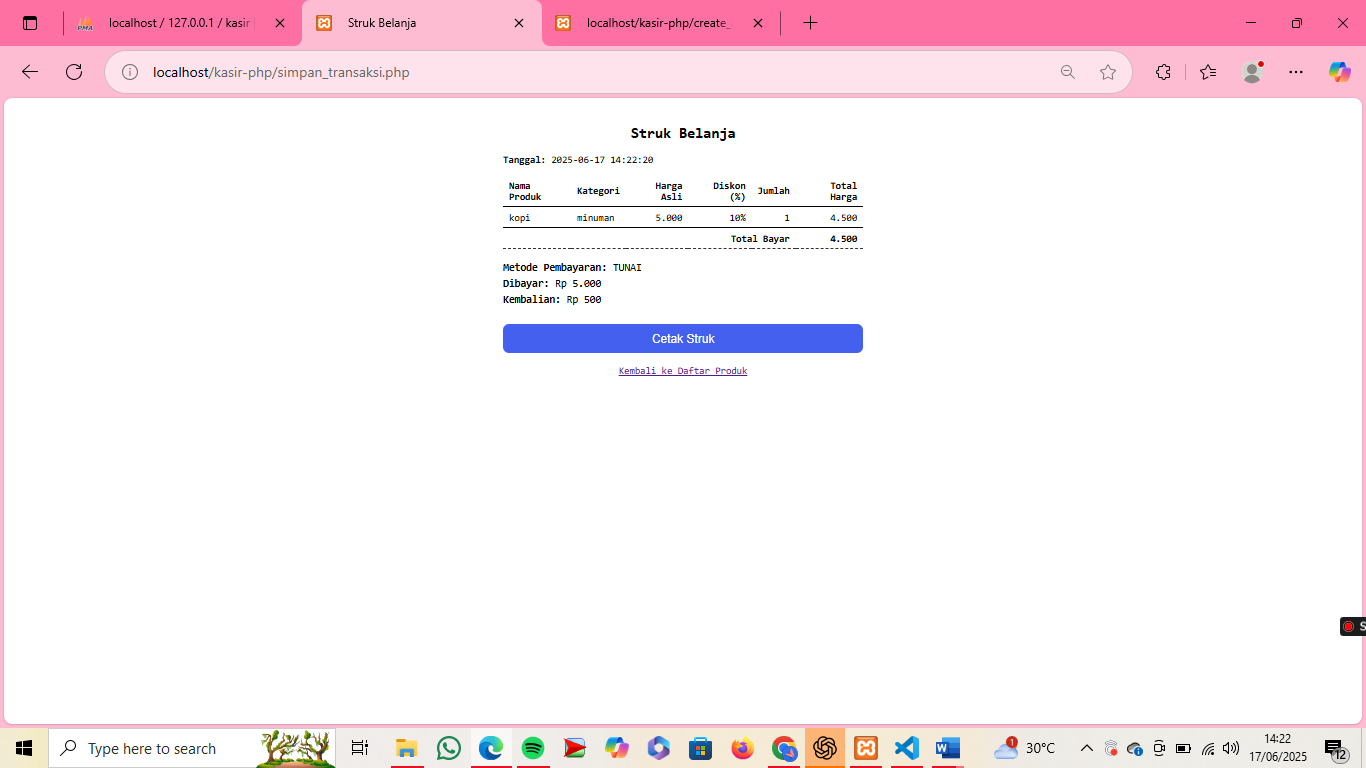 localhost / 127.0.0.1 / kasir
Struk Belanja
localhost/kasir-php/create_
localhost/kasir-php/simpan_transaksi.php
Struk Belanja
Tanggal: 2025-06-17 14:22:20
Nama Produk Kategori Harga Asli Diskon (%) Jumlah Total Harga
kopi minuman 5.000 10% 1 4.500
Total Bayar 4.500
Metode Pembayaran: TUNAI
Dibayar: Rp 5.000
Kembalian: Rp 500
Cetak Struk
Kembali ke Daftar Produk
S
Type here to search
1
30°C
14:22
17/06/2025
12